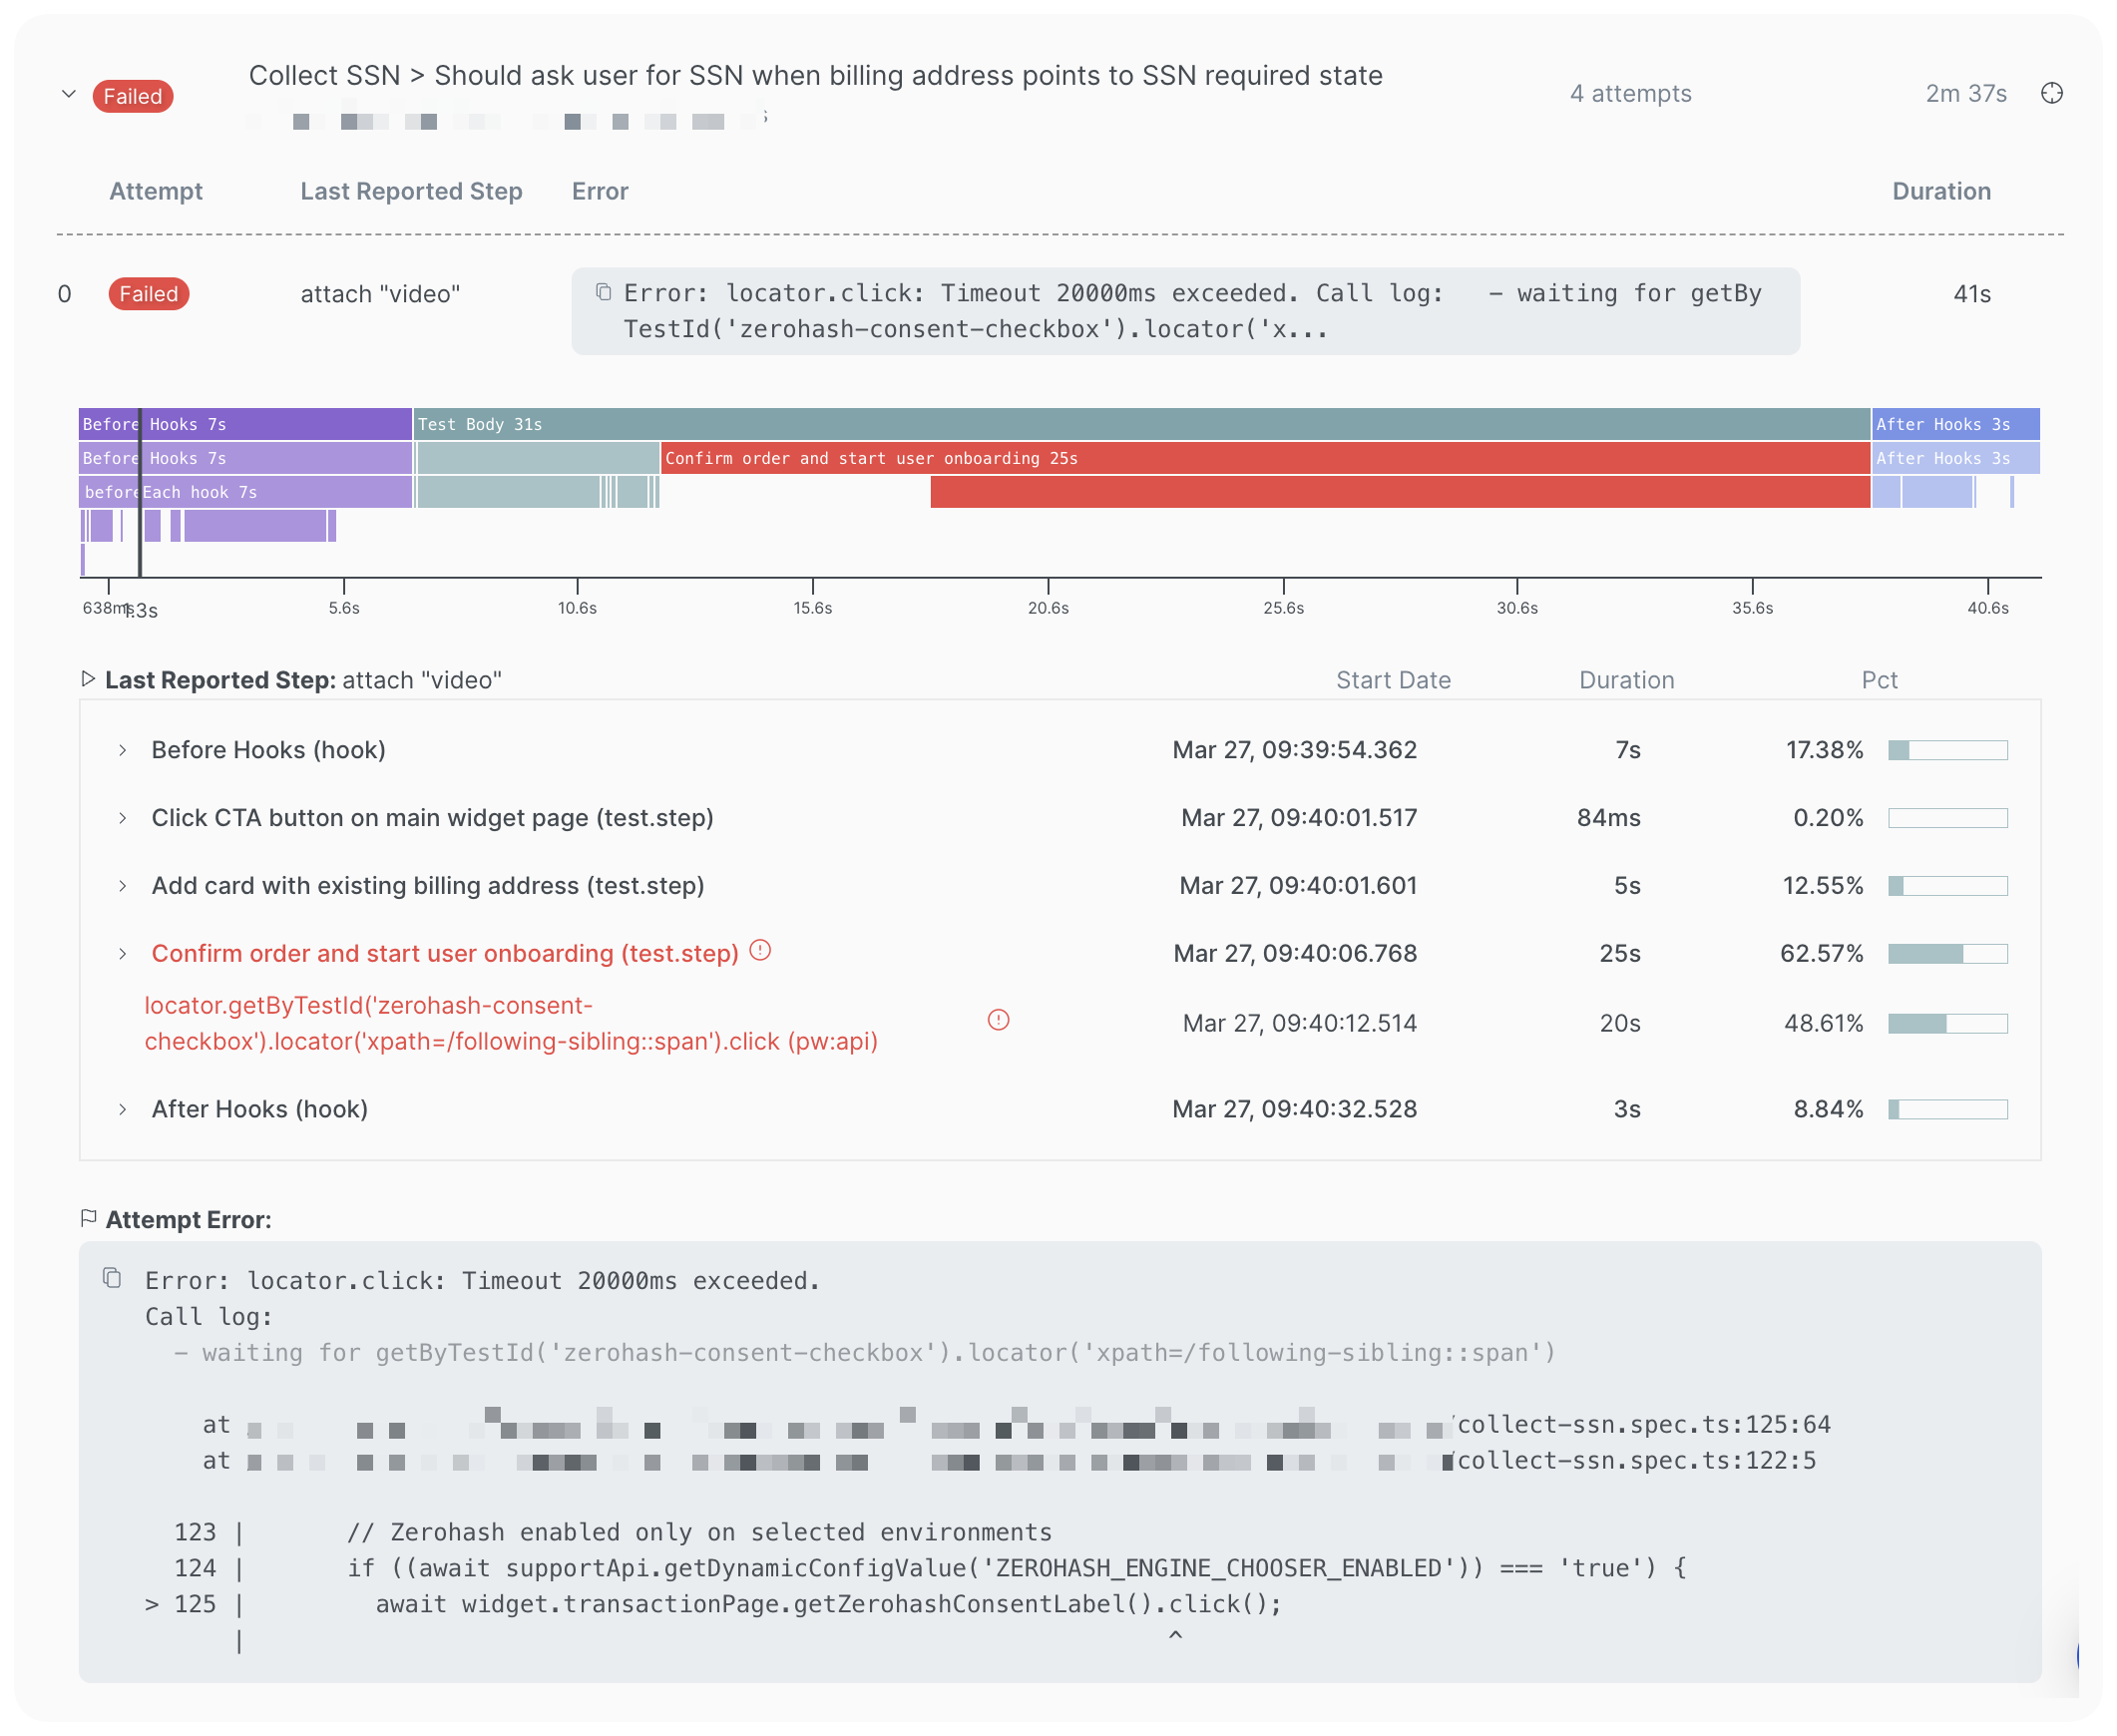 Collect SSN > Should ask user for SSN when billing address points to SSN required state
Failed
4 attempts
2m 37s
Attempt
Last Reported Step
Error
Duration
0
Failed
attach "video"
Error: locator.click: Timeout 20000ms exceeded. Call log:   – waiting for getBy
TestId('zerohash-consent-checkbox').locator('x...
41s
Before Hooks 7s
Test Body 31s
After Hooks 3s
Before Hooks 7s
Confirm order and start user onboarding 25s
After Hooks 3s
beforeEach hook 7s
638ms
1.3s
5.6s
10.6s
15.6s
20.6s
25.6s
30.6s
35.6s
40.6s
Last Reported Step: attach "video"
Start Date
Duration
Pct
Before Hooks (hook)
Mar 27, 09:39:54.362
7s
17.38%
Click CTA button on main widget page (test.step)
Mar 27, 09:40:01.517
84ms
0.20%
Add card with existing billing address (test.step)
Mar 27, 09:40:01.601
5s
12.55%
Confirm order and start user onboarding (test.step)
Mar 27, 09:40:06.768
25s
62.57%
locator.getByTestId('zerohash-consent-
checkbox').locator('xpath=/following-sibling::span').click (pw:api)
Mar 27, 09:40:12.514
20s
48.61%
After Hooks (hook)
Mar 27, 09:40:32.528
3s
8.84%
Attempt Error:
Error: locator.click: Timeout 20000ms exceeded.
Call log:
– waiting for getByTestId('zerohash-consent-checkbox').locator('xpath=/following-sibling::span')
at /collect-ssn.spec.ts:125:64
at /collect-ssn.spec.ts:122:5
123 |       // Zerohash enabled only on selected environments
124 |       if ((await supportApi.getDynamicConfigValue('ZEROHASH_ENGINE_CHOOSER_ENABLED')) === 'true') {
> 125 |         await widget.transactionPage.getZerohashConsentLabel().click();
|                                                                ^